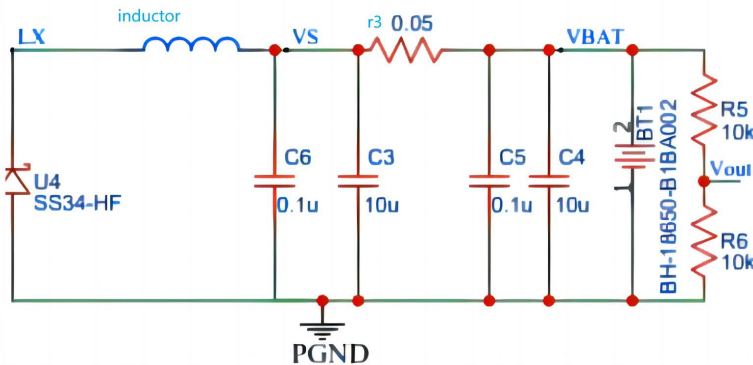 LX
inductor
VS
r3 0.05
VBAT
U4
SS34-HF
C6
0.1u
C3
10u
C5
0.1u
C4
10u
2
1
BT1
BH-18650-B1BA002
R5
10k
Vout
R6
10k
PGND